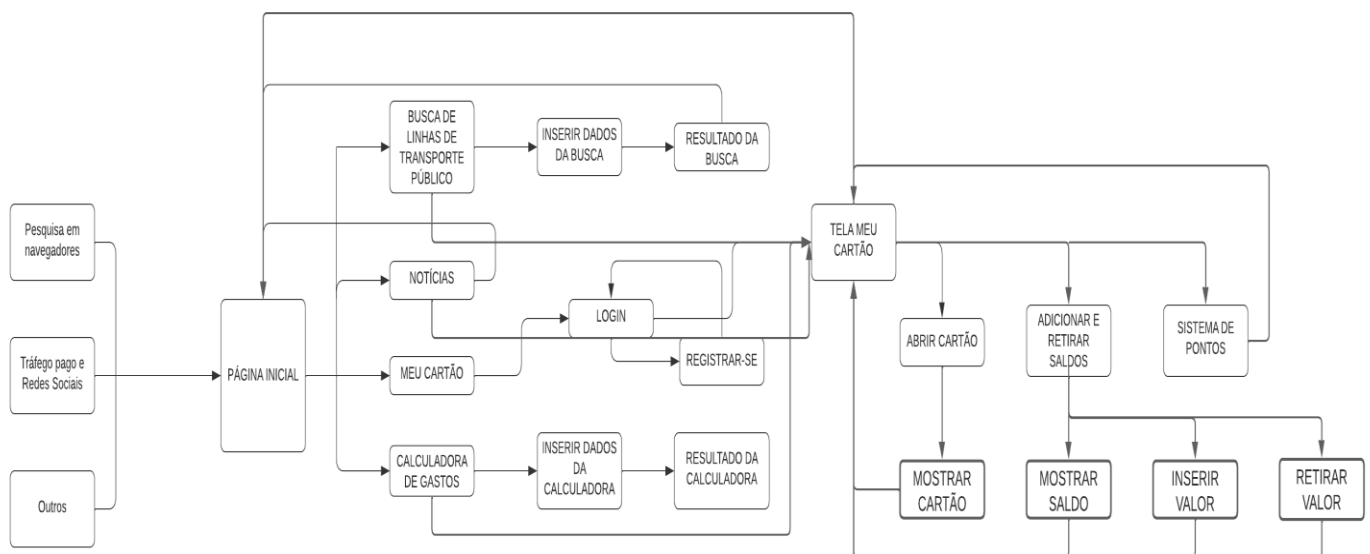 Pesquisa em
navegadores
Tráfego pago e
Redes Sociais
Outros
PÁGINA INICIAL
BUSCA DE
LINHAS DE
TRANSPORTE
PÚBLICO
INSERIR DADOS
DA BUSCA
RESULTADO DA
BUSCA
NOTÍCIAS
LOGIN
MEU CARTÃO
REGISTRAR-SE
CALCULADORA
DE GASTOS
INSERIR DADOS
DA
CALCULADORA
RESULTADO DA
CALCULADORA
TELA MEU
CARTÃO
ABRIR CARTÃO
ADICIONAR E
RETIRAR
SALDOS
SISTEMA DE
PONTOS
MOSTRAR
CARTÃO
MOSTRAR
SALDO
INSERIR
VALOR
RETIRAR
VALOR